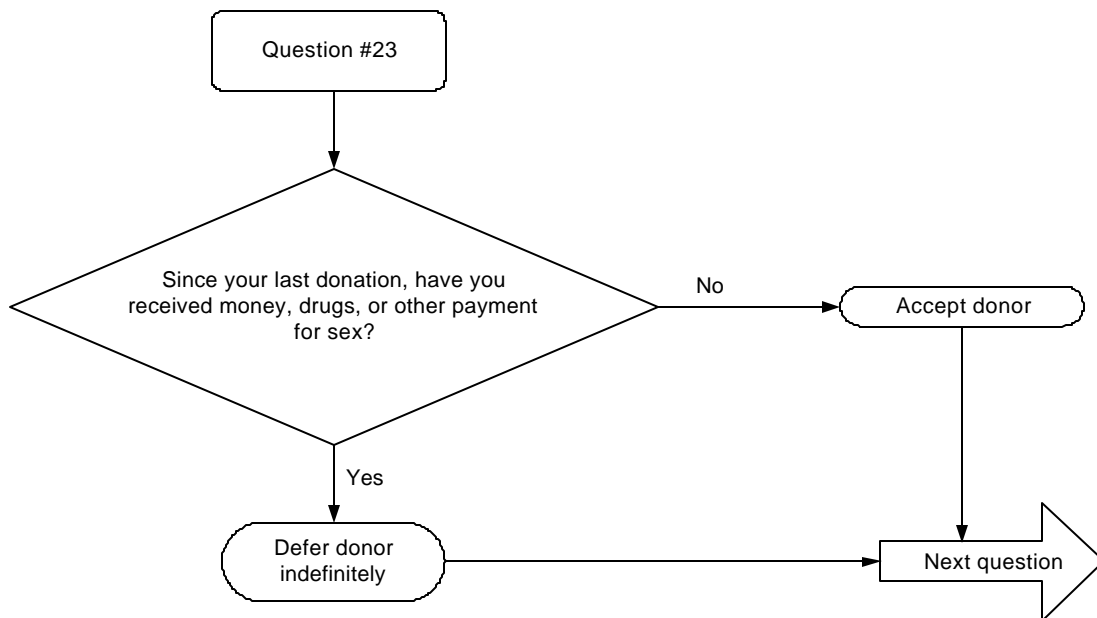 Question #23
Since your last donation, have you
received money, drugs, or other payment
for sex?
No
Accept donor
Yes
Defer donor
indefinitely
Next question